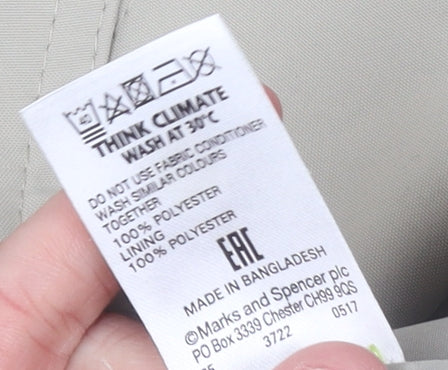 THINK CLIMATE
WASH AT 30°C
DO NOT USE FABRIC CONDITIONER
WASH SIMILAR COLOURS
TOGETHER
100% POLYESTER
LINING
100% POLYESTER
EAC
MADE IN BANGLADESH
©Marks and Spencer plc
PO Box 3339 Chester CH99 9QS
3722 0517